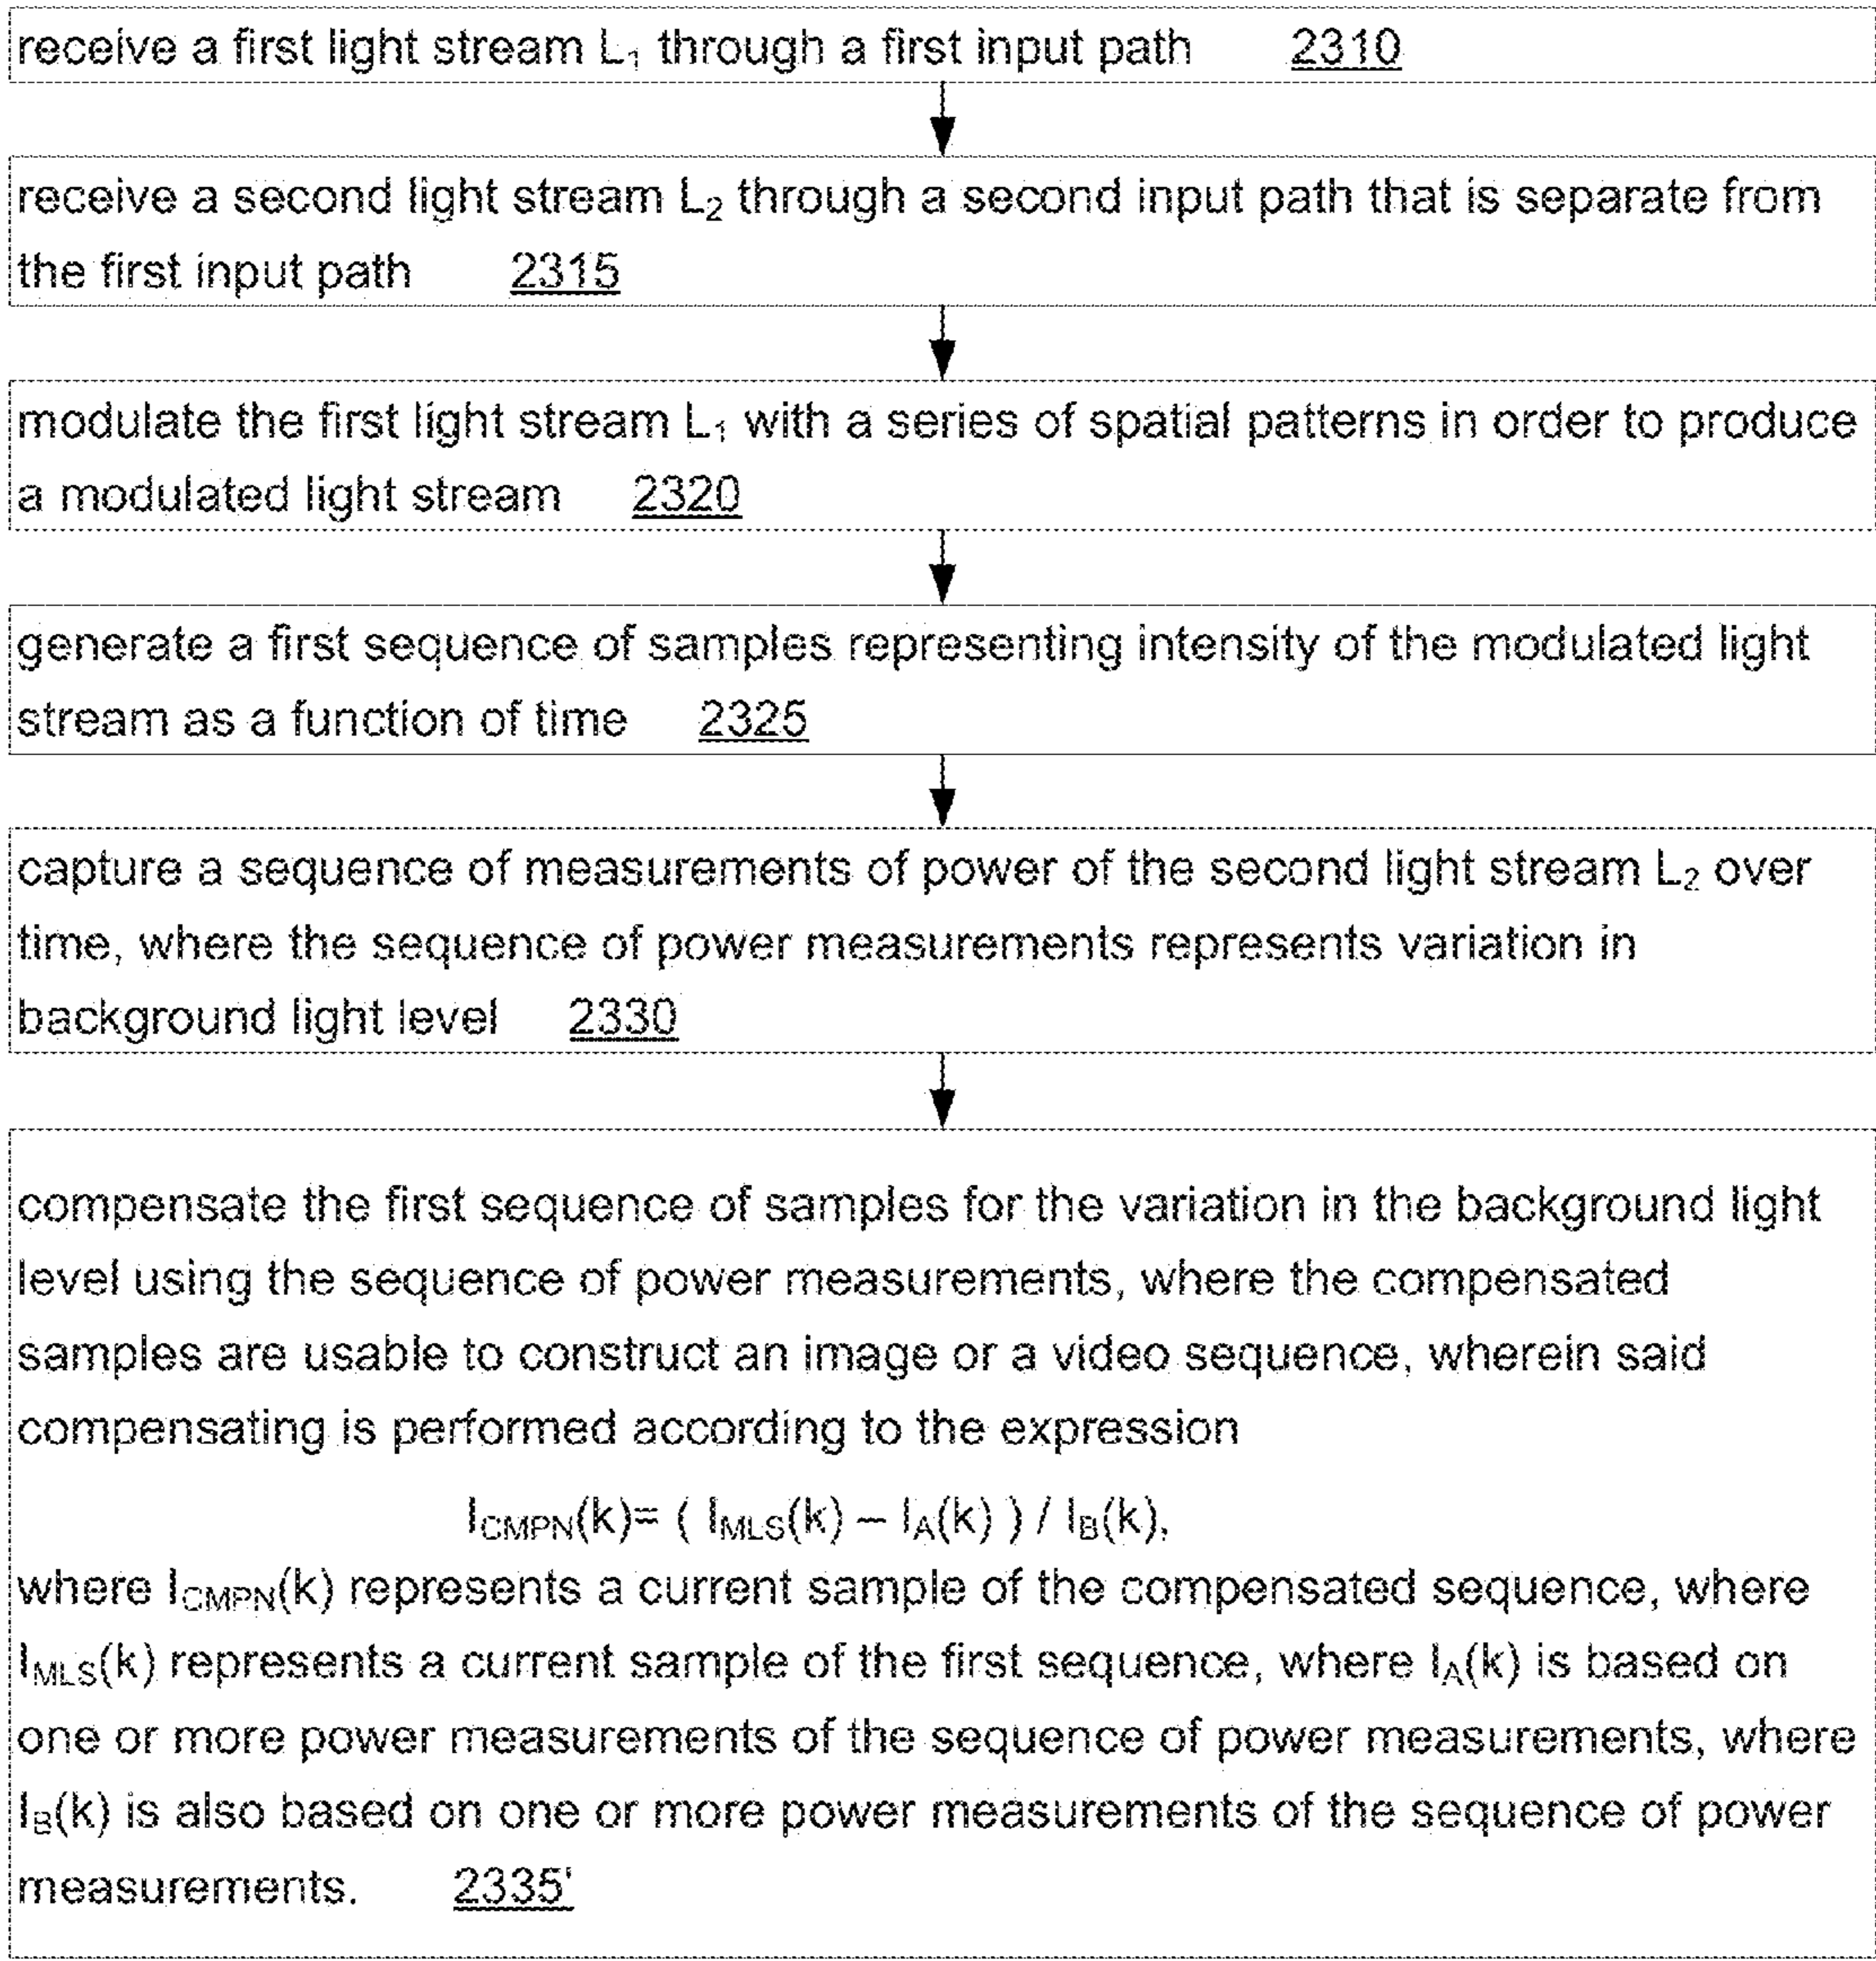 receive a first light stream L₁ through a first input path 2310
receive a second light stream L₂ through a second input path that is separate from
the first input path 2315
modulate the first light stream L₁ with a series of spatial patterns in order to produce
a modulated light stream 2320
generate a first sequence of samples representing intensity of the modulated light
stream as a function of time 2325
capture a sequence of measurements of power of the second light stream L₂ over
time, where the sequence of power measurements represents variation in
background light level 2330
compensate the first sequence of samples for the variation in the background light
level using the sequence of power measurements, where the compensated
samples are usable to construct an image or a video sequence, wherein said
compensating is performed according to the expression
I_CMPN(k)= ( I_MLS(k) – I_A(k) ) / I_B(k),
where I_CMPN(k) represents a current sample of the compensated sequence, where
I_MLS(k) represents a current sample of the first sequence, where I_A(k) is based on
one or more power measurements of the sequence of power measurements, where
I_B(k) is also based on one or more power measurements of the sequence of power
measurements. 2335'